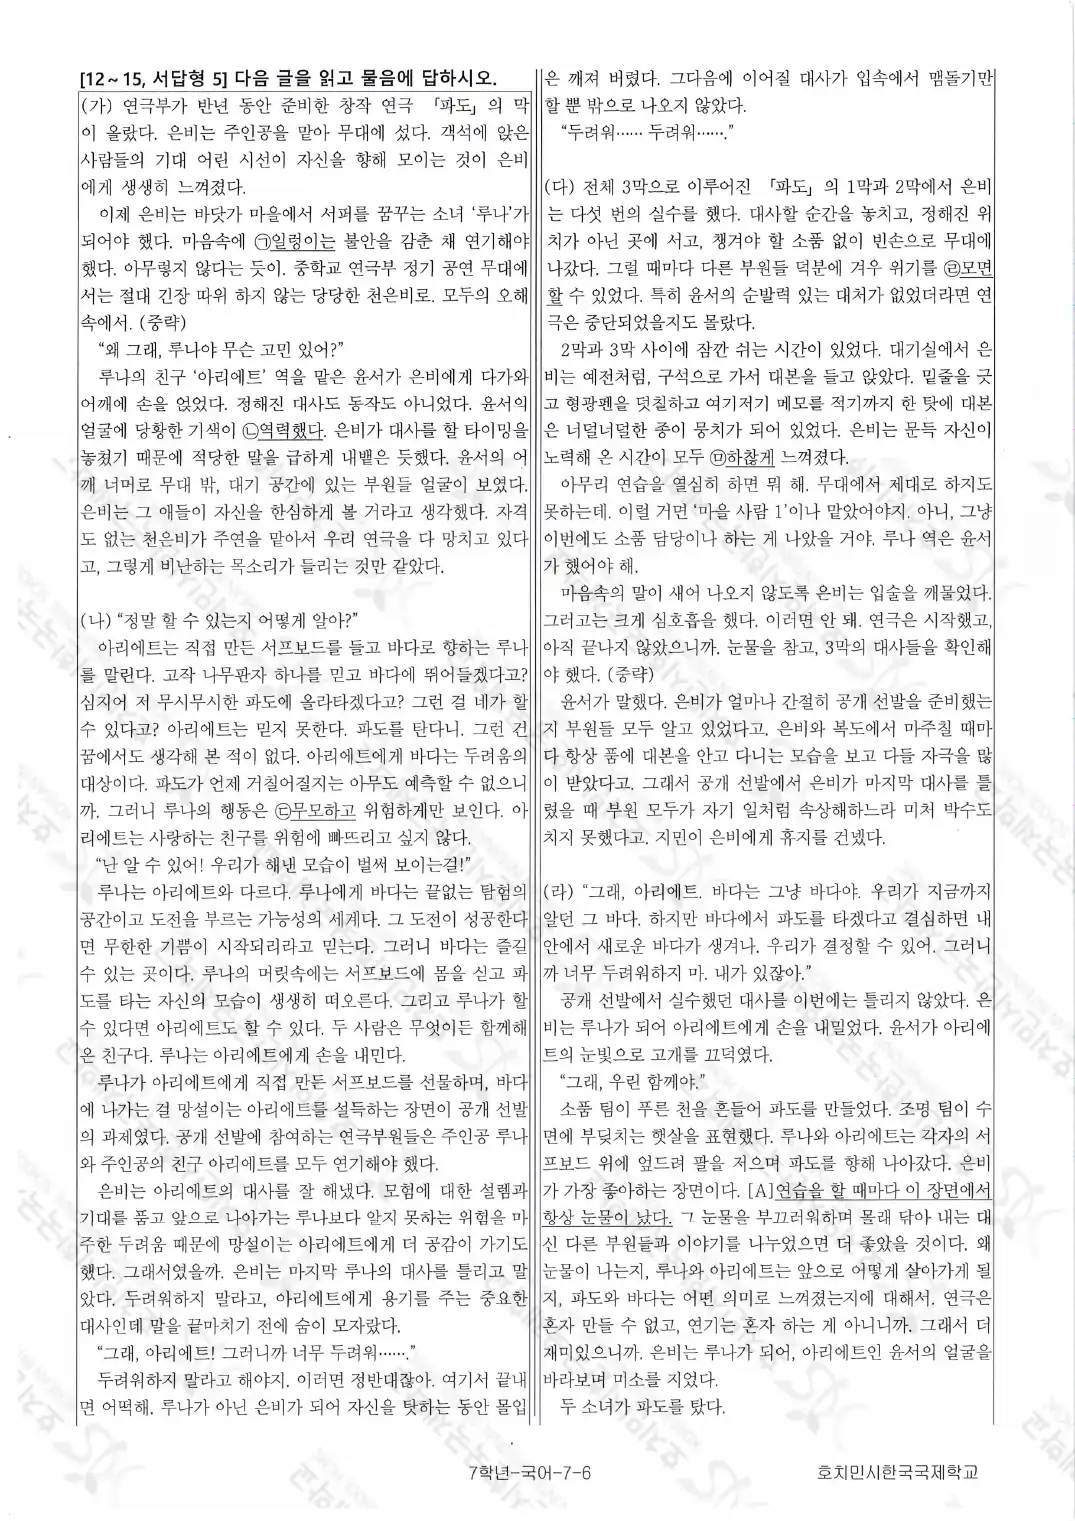 [12~15, 서답형 5] 다음 글을 읽고 물음에 답하시오.
(가) 연극부가 반년 동안 준비한 창작 연극 「파도」의 막
이 올랐다. 은비는 주인공을 맡아 무대에 섰다. 객석에 앉은
사람들의 기대 어린 시선이 자신을 향해 모이는 것이 은비
에게 생생히 느껴졌다.
이제 은비는 바닷가 마을에서 서퍼를 꿈꾸는 소녀 ‘루나’가
되어야 했다. 마음속에 ㉠일렁이는 불안을 감춘 채 연기해야
했다. 아무렇지 않다는 듯이. 중학교 연극부 정기 공연 무대에
서는 절대 긴장 따위 하지 않는 당당한 천은비로. 모두의 오해
속에서. (중략)
“왜 그래, 루나야 무슨 고민 있어?”
루나의 친구 ‘아리에트’ 역을 맡은 윤서가 은비에게 다가와
어깨에 손을 얹었다. 정해진 대사도 동작도 아니었다. 윤서의
얼굴에 당황한 기색이 ㉡역력했다. 은비가 대사를 할 타이밍을
놓쳤기 때문에 적당한 말을 급하게 내뱉은 듯했다. 윤서의 어
깨 너머로 무대 밖, 대기 공간에 있는 부원들 얼굴이 보였다.
은비는 그 애들이 자신을 한심하게 볼 거라고 생각했다. 자격
도 없는 천은비가 주연을 맡아서 우리 연극을 다 망치고 있다
고, 그렇게 비난하는 목소리가 들리는 것만 같았다.
(나) “정말 할 수 있는지 어떻게 알아?”
아리에트는 직접 만든 서프보드를 들고 바다로 향하는 루나
를 말린다. 고작 나무판자 하나를 믿고 바다에 뛰어들겠다고?
심지어 저 무시무시한 파도에 올라타겠다고? 그런 걸 네가 할
수 있다고? 아리에트는 믿지 못한다. 파도를 탄다니. 그런 건
꿈에서도 생각해 본 적이 없다. 아리에트에게 바다는 두려움의
대상이다. 파도가 언제 거칠어질지는 아무도 예측할 수 없으니
까. 그러니 루나의 행동은 ㉢무모하고 위험하게만 보인다. 아
리에트는 사랑하는 친구를 위험에 빠뜨리고 싶지 않다.
“난 알 수 있어! 우리가 해낸 모습이 벌써 보이는걸!”
루나는 아리에트와 다르다. 루나에게 바다는 끝없는 탐험의
공간이고 도전을 부르는 가능성의 세계다. 그 도전이 성공한다
면 무한한 기쁨이 시작되리라고 믿는다. 그러니 바다는 즐길
수 있는 곳이다. 루나의 머릿속에는 서프보드에 몸을 싣고 파
도를 타는 자신의 모습이 생생히 떠오른다. 그리고 루나가 할
수 있다면 아리에트도 할 수 있다. 두 사람은 무엇이든 함께해
온 친구다. 루나는 아리에트에게 손을 내민다.
루나가 아리에트에게 직접 만든 서프보드를 선물하며, 바다
에 나가는 걸 망설이는 아리에트를 설득하는 장면이 공개 선발
의 과제였다. 공개 선발에 참여하는 연극부원들은 주인공 루나
와 주인공의 친구 아리에트를 모두 연기해야 했다.
은비는 아리에트의 대사를 잘 해냈다. 모험에 대한 설렘과
기대를 품고 앞으로 나아가는 루나보다 알지 못하는 위험을 마
주한 두려움 때문에 망설이는 아리에트에게 더 공감이 가기도
했다. 그래서였을까. 은비는 마지막 루나의 대사를 틀리고 말
았다. 두려워하지 말라고, 아리에트에게 용기를 주는 중요한
대사인데 말을 끝마치기 전에 숨이 모자랐다.
“그래, 아리에트! 그러니까 너무 두려워…….”
두려워하지 말라고 해야지. 이러면 정반대잖아. 여기서 끝내
면 어떡해. 루나가 아닌 은비가 되어 자신을 탓하는 동안 몰입
은 깨져 버렸다. 그다음에 이어질 대사가 입속에서 맴돌기만
할 뿐 밖으로 나오지 않았다.
“두려워…… 두려워…….”
(다) 전체 3막으로 이루어진 「파도」의 1막과 2막에서 은비
는 다섯 번의 실수를 했다. 대사할 순간을 놓치고, 정해진 위
치가 아닌 곳에 서고, 챙겨야 할 소품 없이 빈손으로 무대에
나갔다. 그럴 때마다 다른 부원들 덕분에 겨우 위기를 ㉣모면
할 수 있었다. 특히 윤서의 순발력 있는 대처가 없었더라면 연
극은 중단되었을지도 몰랐다.
2막과 3막 사이에 잠깐 쉬는 시간이 있었다. 대기실에서 은
비는 예전처럼, 구석으로 가서 대본을 들고 앉았다. 밑줄을 긋
고 형광펜을 덧칠하고 여기저기 메모를 적기까지 한 탓에 대본
은 너덜너덜한 종이 뭉치가 되어 있었다. 은비는 문득 자신이
노력해 온 시간이 모두 ㉤하찮게 느껴졌다.
아무리 연습을 열심히 하면 뭐 해. 무대에서 제대로 하지도
못하는데. 이럴 거면 ‘마을 사람 1’이나 맡았어야지. 아니, 그냥
이번에도 소품 담당이나 하는 게 나았을 거야. 루나 역은 윤서
가 했어야 해.
마음속의 말이 새어 나오지 않도록 은비는 입술을 깨물었다.
그러고는 크게 심호흡을 했다. 이러면 안 돼. 연극은 시작했고,
아직 끝나지 않았으니까. 눈물을 참고, 3막의 대사들을 확인해
야 했다. (중략)
윤서가 말했다. 은비가 얼마나 간절히 공개 선발을 준비했는
지 부원들 모두 알고 있었다고. 은비와 복도에서 마주칠 때마
다 항상 품에 대본을 안고 다니는 모습을 보고 다들 자극을 많
이 받았다고. 그래서 공개 선발에서 은비가 마지막 대사를 틀
렸을 때 부원 모두가 자기 일처럼 속상해하느라 미처 박수도
치지 못했다고. 지민이 은비에게 휴지를 건넸다.
(라) “그래, 아리에트. 바다는 그냥 바다야. 우리가 지금까지
알던 그 바다. 하지만 바다에서 파도를 타겠다고 결심하면 내
안에서 새로운 바다가 생겨나. 우리가 결정할 수 있어. 그러니
까 너무 두려워하지 마. 내가 있잖아.”
공개 선발에서 실수했던 대사를 이번에는 틀리지 않았다. 은
비는 루나가 되어 아리에트에게 손을 내밀었다. 윤서가 아리에
트의 눈빛으로 고개를 끄덕였다.
“그래, 우린 함께야.”
소품 팀이 푸른 천을 흔들어 파도를 만들었다. 조명 팀이 수
면에 부딪치는 햇살을 표현했다. 루나와 아리에트는 각자의 서
프보드 위에 엎드려 팔을 저으며 파도를 향해 나아갔다. 은비
가 가장 좋아하는 장면이다. [A]연습을 할 때마다 이 장면에서
항상 눈물이 났다. 그 눈물을 부끄러워하며 몰래 닦아 내는 대
신 다른 부원들과 이야기를 나누었으면 더 좋았을 것이다. 왜
눈물이 나는지, 루나와 아리에트는 앞으로 어떻게 살아가게 될
지, 파도와 바다는 어떤 의미로 느껴졌는지에 대해서. 연극은
혼자 만들 수 없고, 연기는 혼자 하는 게 아니니까. 그래서 더
재미있으니까. 은비는 루나가 되어, 아리에트인 윤서의 얼굴을
바라보며 미소를 지었다.
두 소녀가 파도를 탔다.
7학년-국어-7-6
호치민시한국국제학교